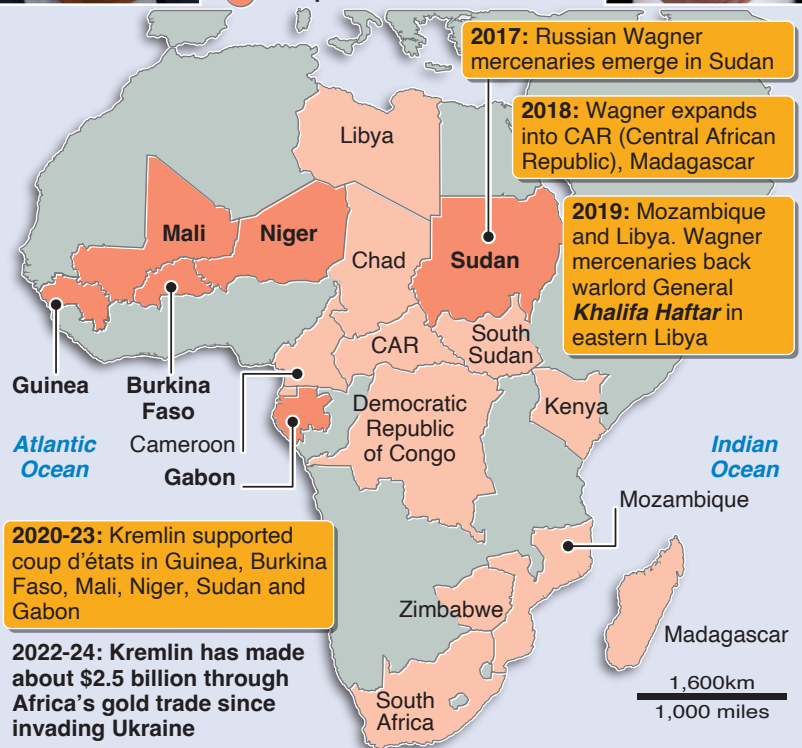 2017: Russian Wagner
mercenaries emerge in Sudan
2018: Wagner expands
into CAR (Central African
Republic), Madagascar
2019: Mozambique
and Libya. Wagner
mercenaries back
warlord General
Khalifa Haftar in
eastern Libya
Libya
Mali
Niger
Chad
Sudan
CAR
South
Sudan
Guinea
Burkina
Faso
Cameroon
Gabon
Democratic
Republic
of Congo
Kenya
Atlantic
Ocean
Indian
Ocean
Mozambique
2020-23: Kremlin supported
coup d'états in Guinea, Burkina
Faso, Mali, Niger, Sudan and
Gabon
Zimbabwe
Madagascar
2022-24: Kremlin has made
about $2.5 billion through
Africa's gold trade since
invading Ukraine
South
Africa
1,600km
1,000 miles